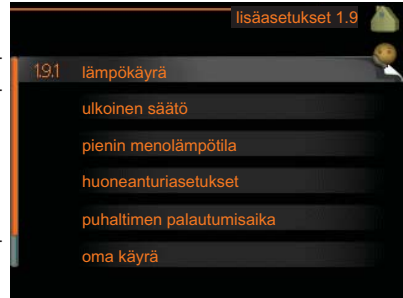 lisäasetukset 1.9
1.9.1 lämpökäyrä
ulkoinen säätö
pienin menolämpötila
huoneanturiasetukset
puhaltimen palautumisaika
oma käyrä